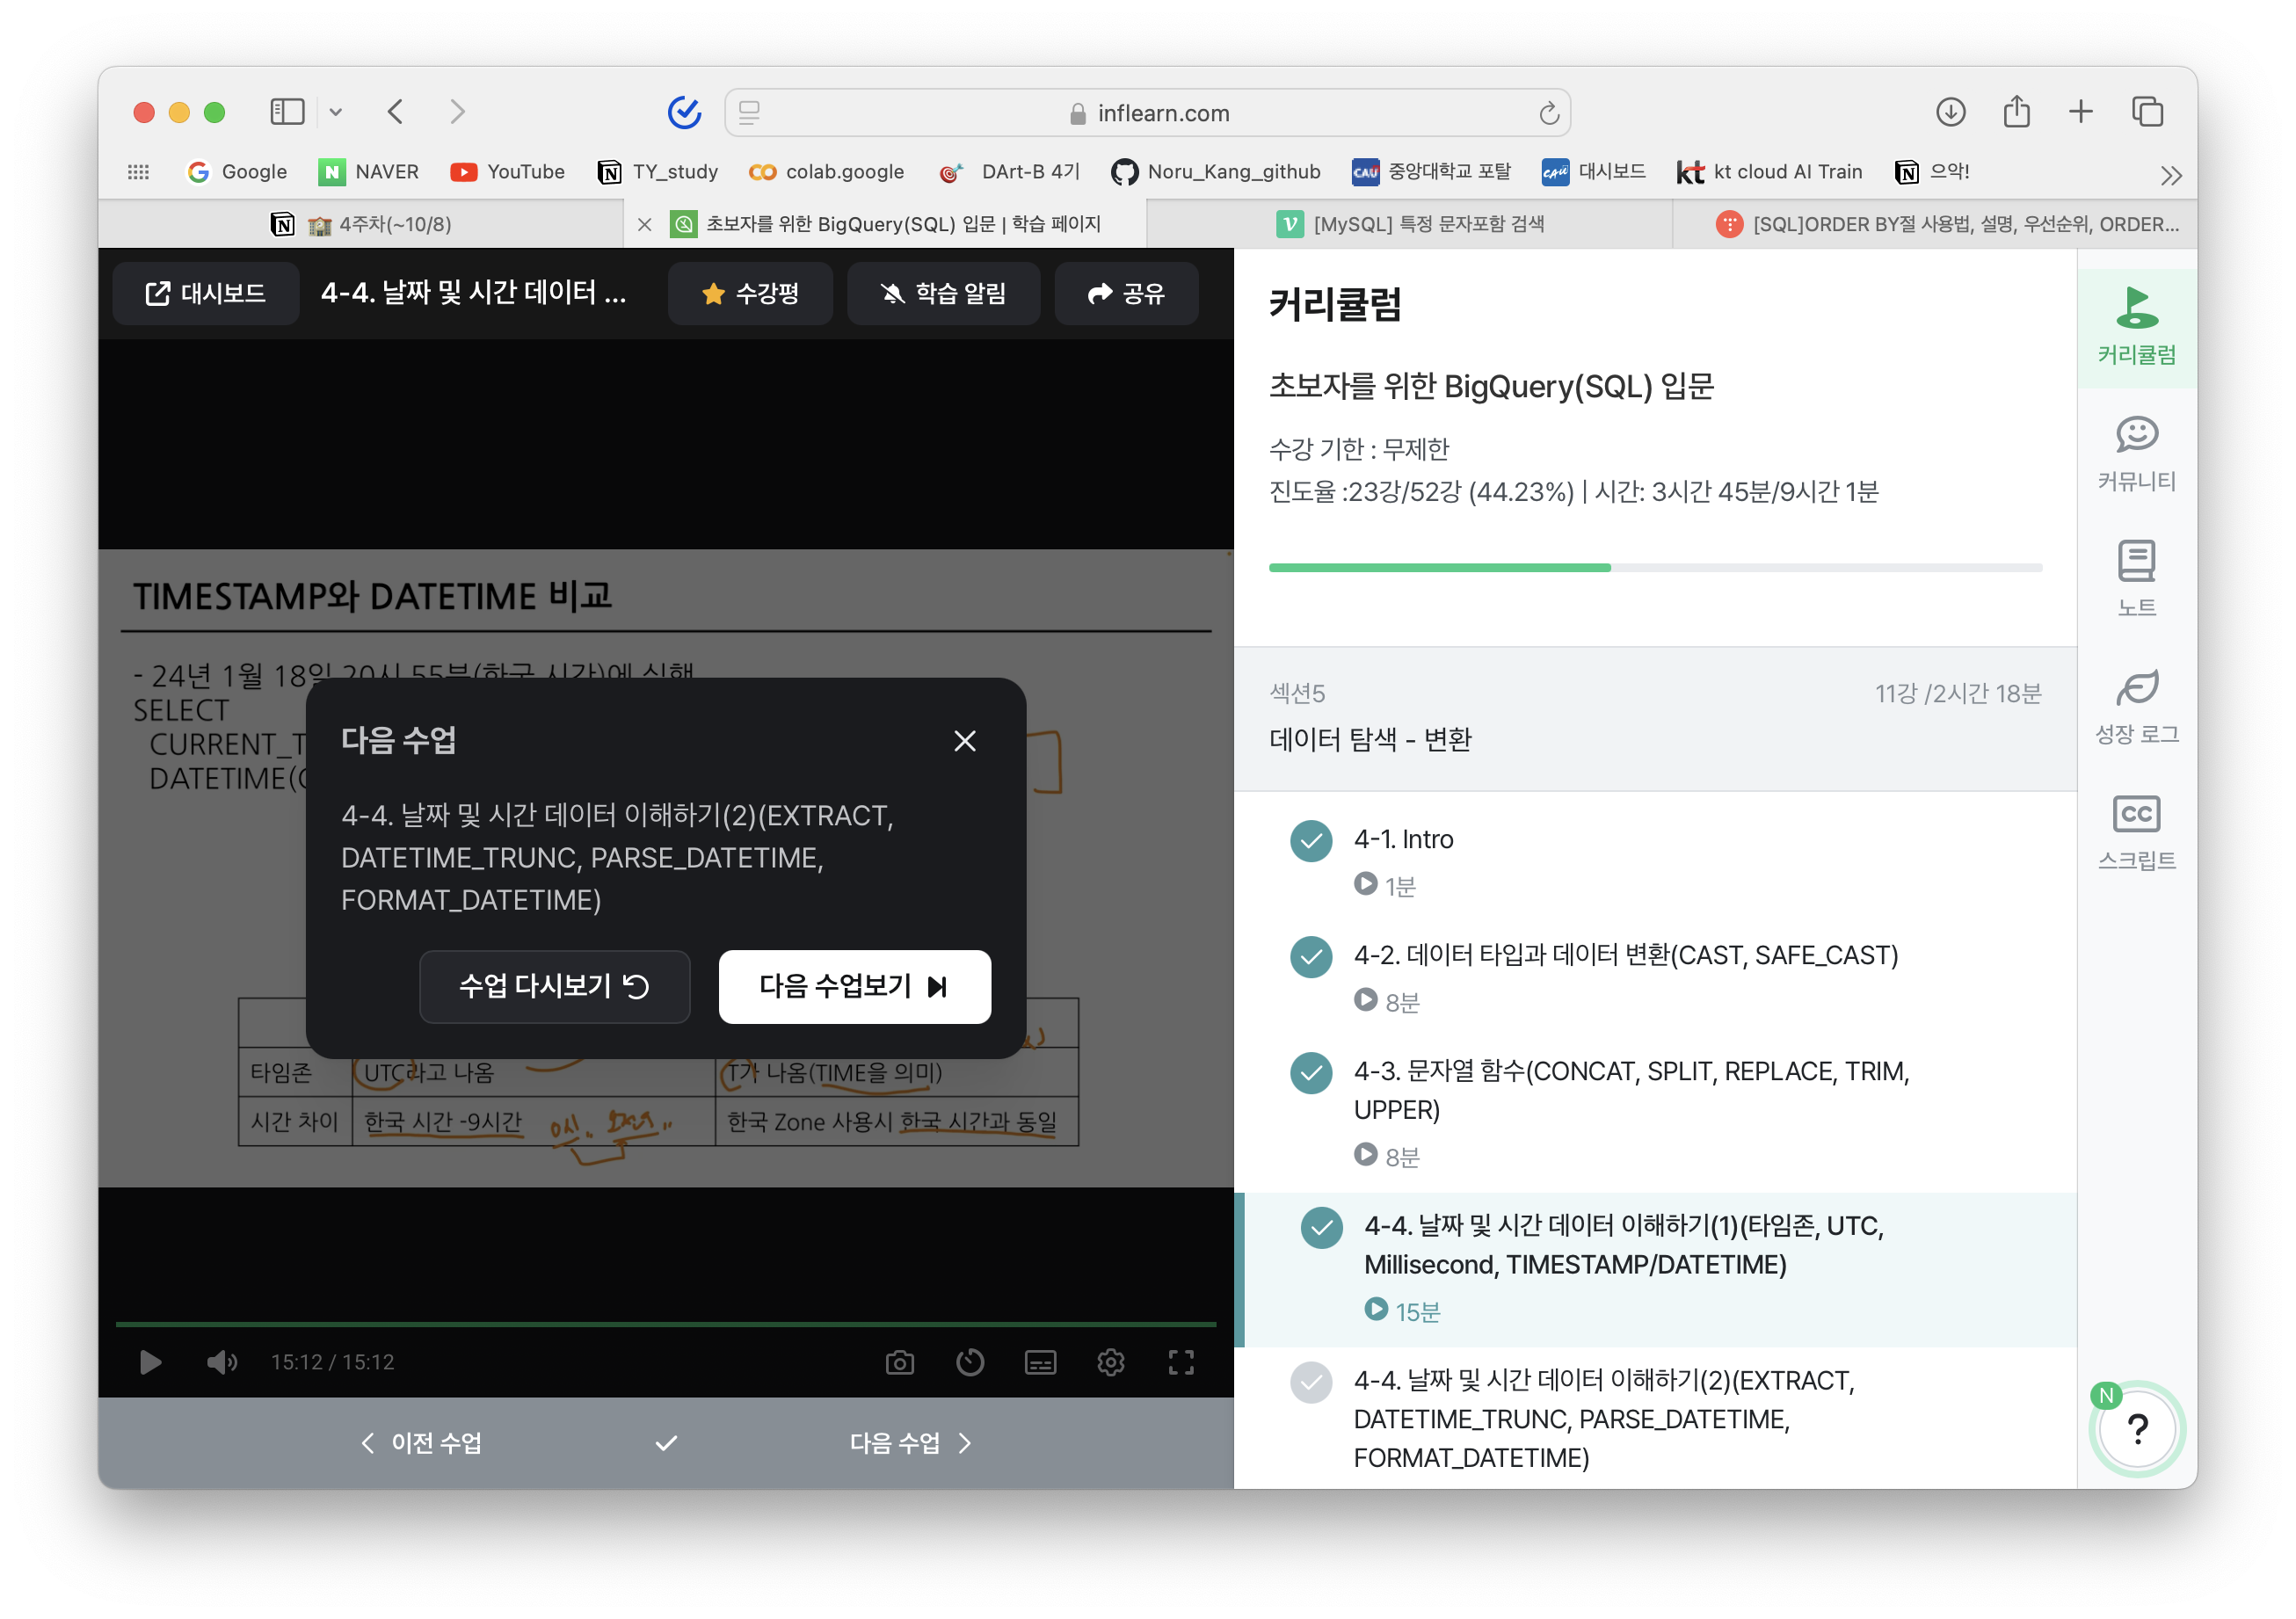 inflearn.com
Google
NAVER
YouTube
TY_study
colab.google
DArt-B 4기
Noru_Kang_github
중앙대학교 포탈
대시보드
kt cloud AI Train
으악!
4주차(~10/8)
초보자를 위한 BigQuery(SQL) 입문 | 학습 페이지
[MySQL] 특정 문자포함 검색
[SQL]ORDER BY절 사용법, 설명, 우선순위, ORDER...
대시보드
4-4. 날짜 및 시간 데이터 ...
수강평
학습 알림
공유
TIMESTAMP와 DATETIME 비교
- 24년 1월 18일 20시 55분(한국 시간)에 실행
SELECT
CURRENT_T
DATETIME(C
다음 수업
4-4. 날짜 및 시간 데이터 이해하기(2)(EXTRACT,
DATETIME_TRUNC, PARSE_DATETIME,
FORMAT_DATETIME)
수업 다시보기
다음 수업보기
타임존
UTC라고 나옴
T가 나옴(TIME을 의미)
시간 차이
한국 시간 -9시간
한국 Zone 사용시 한국 시간과 동일
15:12 / 15:12
이전 수업
다음 수업
커리큘럼
초보자를 위한 BigQuery(SQL) 입문
수강 기한 : 무제한
진도율 :23강/52강 (44.23%) | 시간: 3시간 45분/9시간 1분
섹션5
11강 /2시간 18분
데이터 탐색 - 변환
4-1. Intro
1분
4-2. 데이터 타입과 데이터 변환(CAST, SAFE_CAST)
8분
4-3. 문자열 함수(CONCAT, SPLIT, REPLACE, TRIM,
UPPER)
8분
4-4. 날짜 및 시간 데이터 이해하기(1)(타임존, UTC,
Millisecond, TIMESTAMP/DATETIME)
15분
4-4. 날짜 및 시간 데이터 이해하기(2)(EXTRACT,
DATETIME_TRUNC, PARSE_DATETIME,
FORMAT_DATETIME)
커리큘럼
커뮤니티
노트
성장 로그
CC
스크립트
N
?